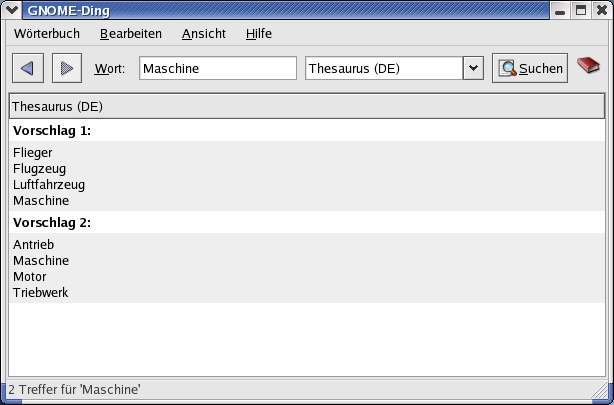 GNOME-Ding
Wörterbuch Bearbeiten Ansicht Hilfe
Wort: Maschine Thesaurus (DE) Suchen
Thesaurus (DE)
Vorschlag 1:
Flieger
Flugzeug
Luftfahrzeug
Maschine
Vorschlag 2:
Antrieb
Maschine
Motor
Triebwerk
2 Treffer für 'Maschine'